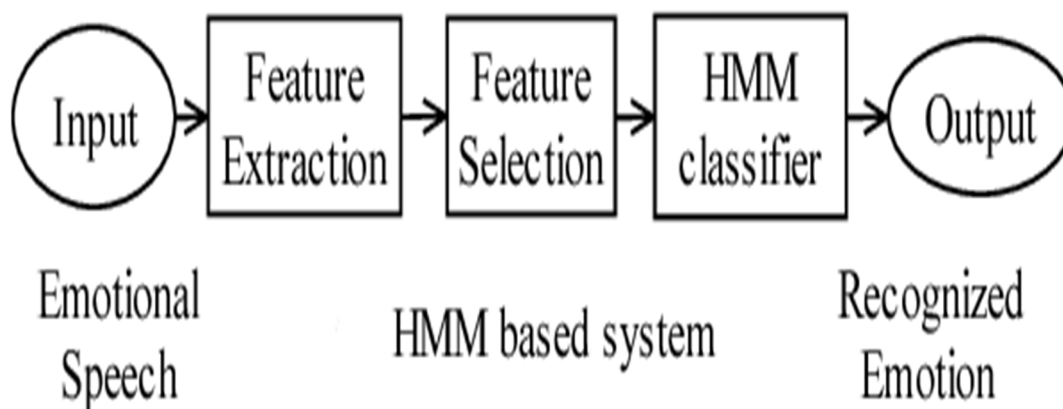 Input
Feature
Extraction
Feature
Selection
HMM
classifier
Output
Emotional
Speech
HMM based system
Recognized
Emotion